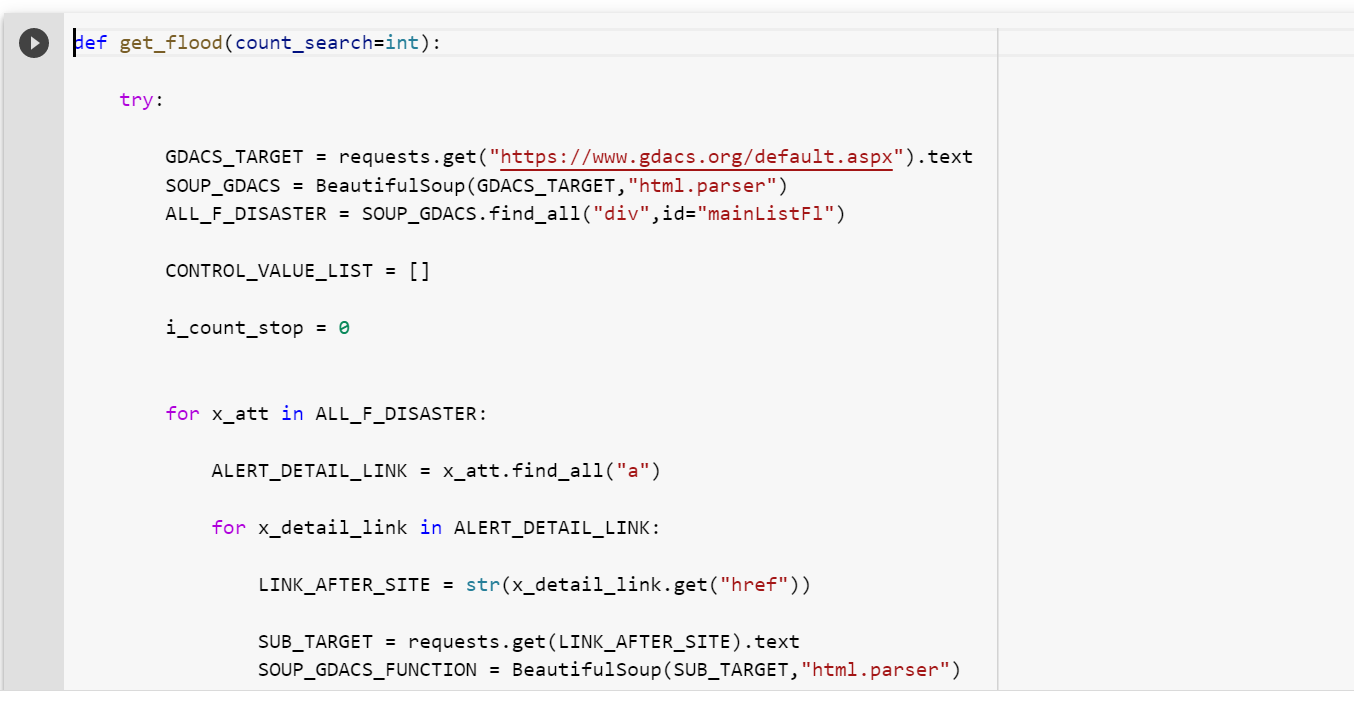 def get_flood(count_search=int):
try:
GDACS_TARGET = requests.get("https://www.gdacs.org/default.aspx").text
SOUP_GDACS = BeautifulSoup(GDACS_TARGET,"html.parser")
ALL_F_DISASTER = SOUP_GDACS.find_all("div",id="mainListFl")
CONTROL_VALUE_LIST = []
i_count_stop = 0
for x_att in ALL_F_DISASTER:
ALERT_DETAIL_LINK = x_att.find_all("a")
for x_detail_link in ALERT_DETAIL_LINK:
LINK_AFTER_SITE = str(x_detail_link.get("href"))
SUB_TARGET = requests.get(LINK_AFTER_SITE).text
SOUP_GDACS_FUNCTION = BeautifulSoup(SUB_TARGET,"html.parser")